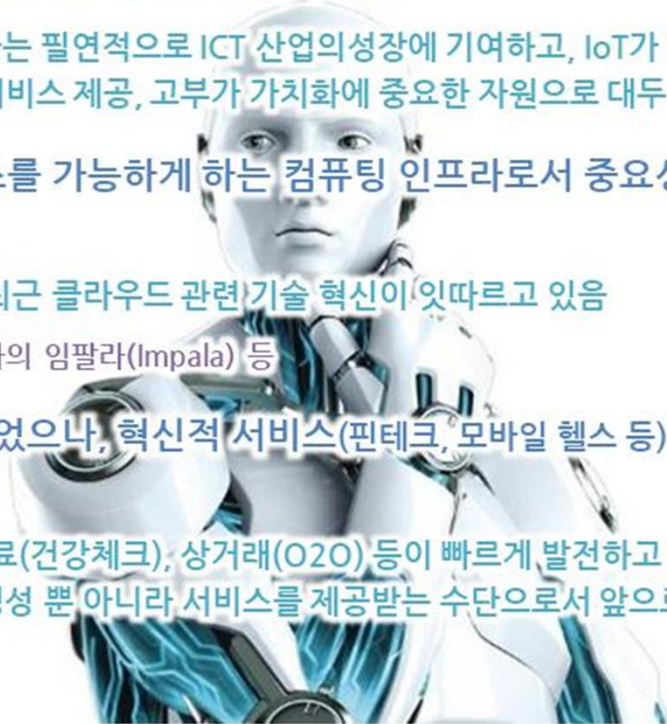 는 필연적으로 ICT 산업의성장에 기여하고, IoT가
비스 제공, 고부가 가치화에 중요한 자원으로 대두
를 가능하게 하는 컴퓨팅 인프라로서 중요성
최근 클라우드 관련 기술 혁신이 잇따르고 있음
의 임팔라(Impala) 등
었으나, 혁신적 서비스(핀테크, 모바일 헬스 등)
료(건강체크), 상거래(O2O) 등이 빠르게 발전하고
성 뿐 아니라 서비스를 제공받는 수단으로서 앞으로